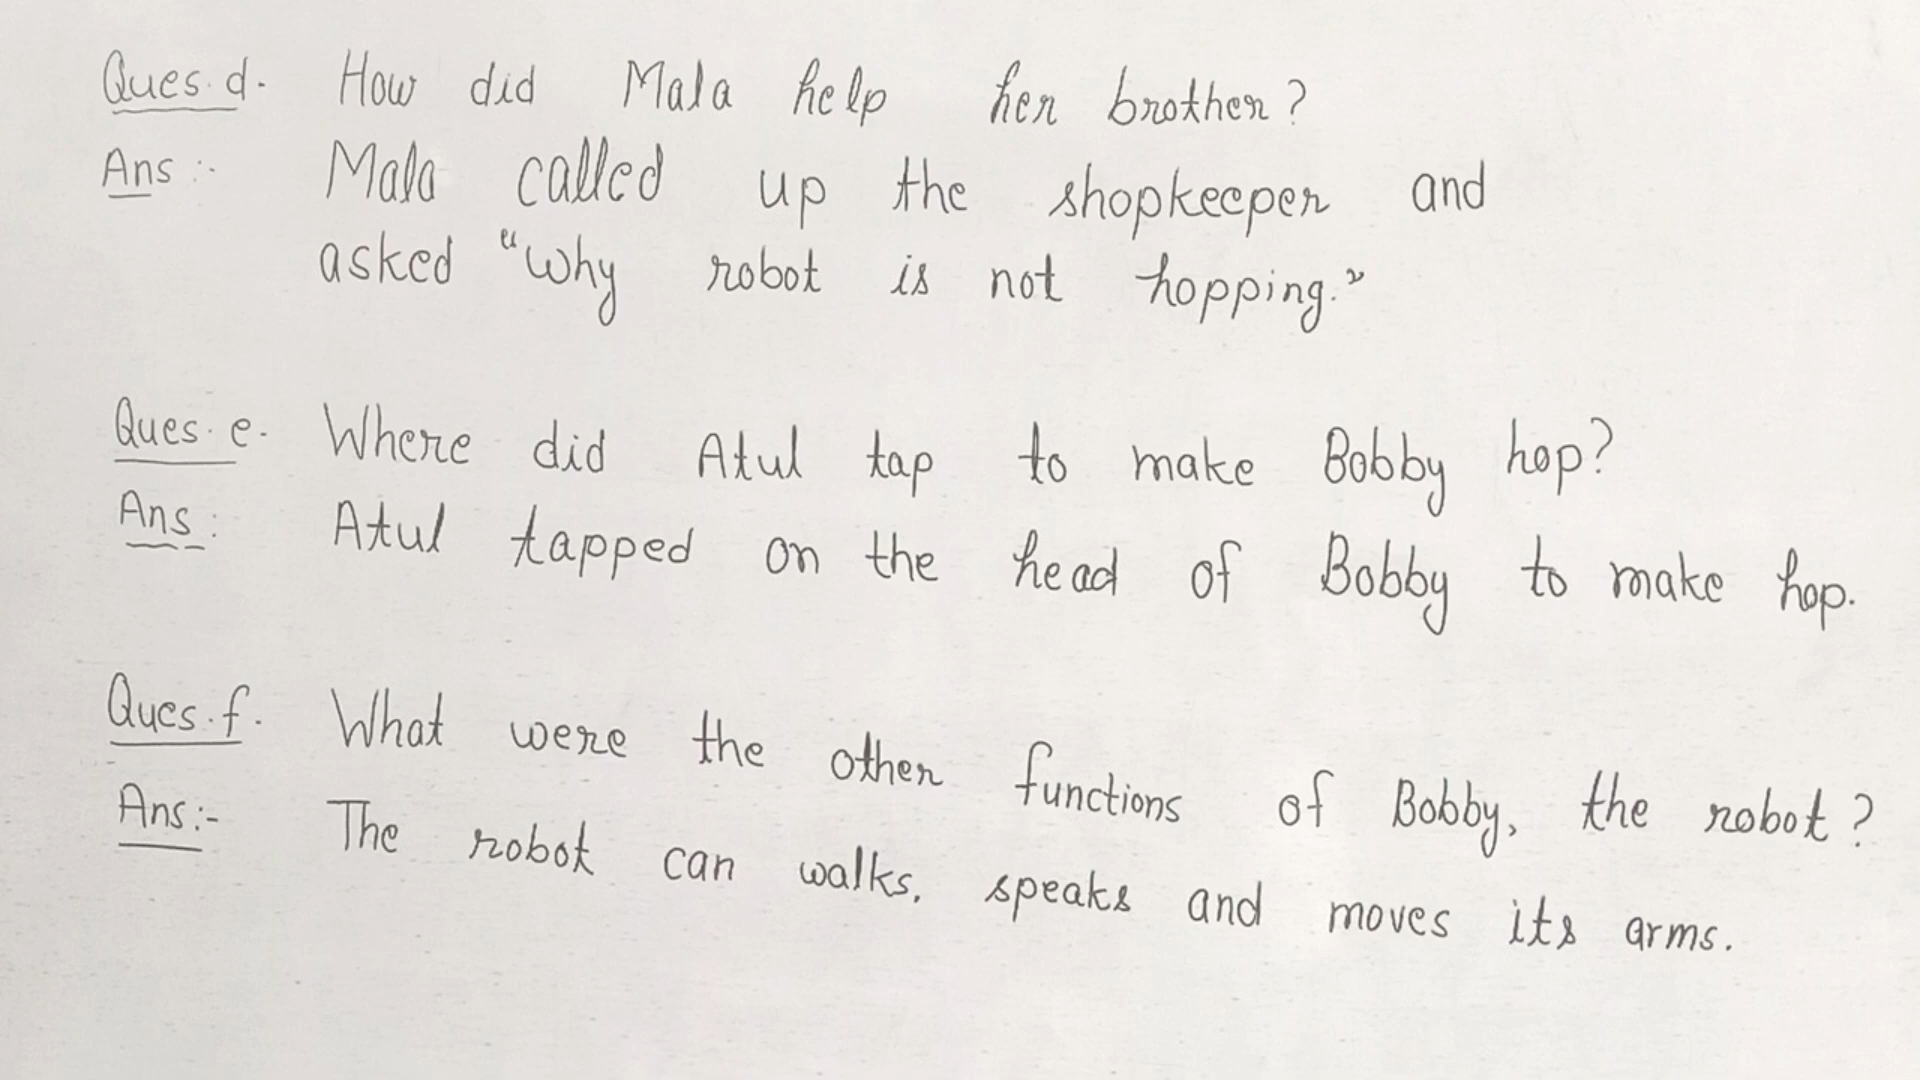 Ques. d. How did Mala help her brother?
Ans :- Mala called up the shopkeeper and
asked "why robot is not hopping."
Ques. e. Where did Atul tap to make Bobby hop?
Ans : Atul tapped on the head of Bobby to make hop.
Ques. f. What were the other functions of Bobby, the robot?
Ans :- The robot can walks, speaks and moves its arms.